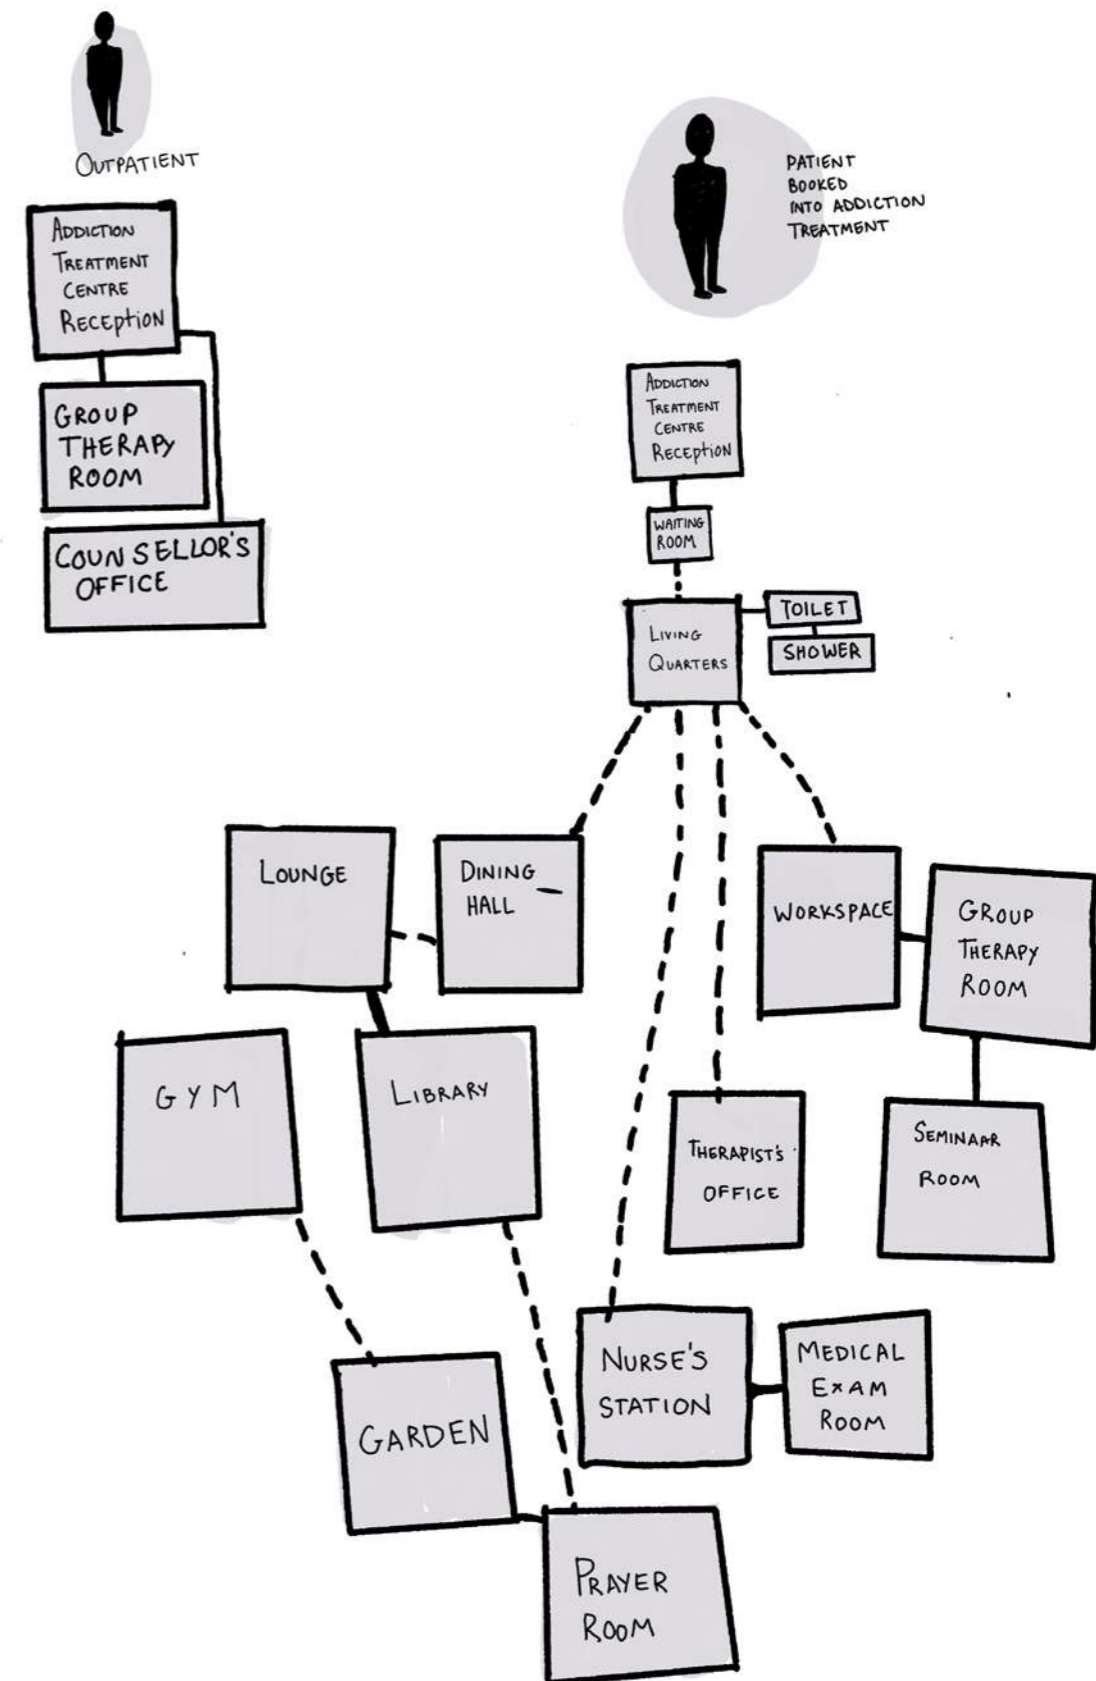 OUTPATIENT
ADDICTION
TREATMENT
CENTRE
RECEPTION
GROUP
THERAPY
ROOM
COUNSELLOR'S
OFFICE
PATIENT
BOOKED
INTO ADDICTION
TREATMENT
ADDICTION
TREATMENT
CENTRE
RECEPTION
WAITING
ROOM
LIVING
QUARTERS
TOILET
SHOWER
LOUNGE
DINING
HALL
WORKSPACE
GROUP
THERAPY
ROOM
GYM
LIBRARY
THERAPIST'S
OFFICE
SEMINAAR
ROOM
NURSE'S
STATION
MEDICAL
EXAM
ROOM
GARDEN
PRAYER
ROOM